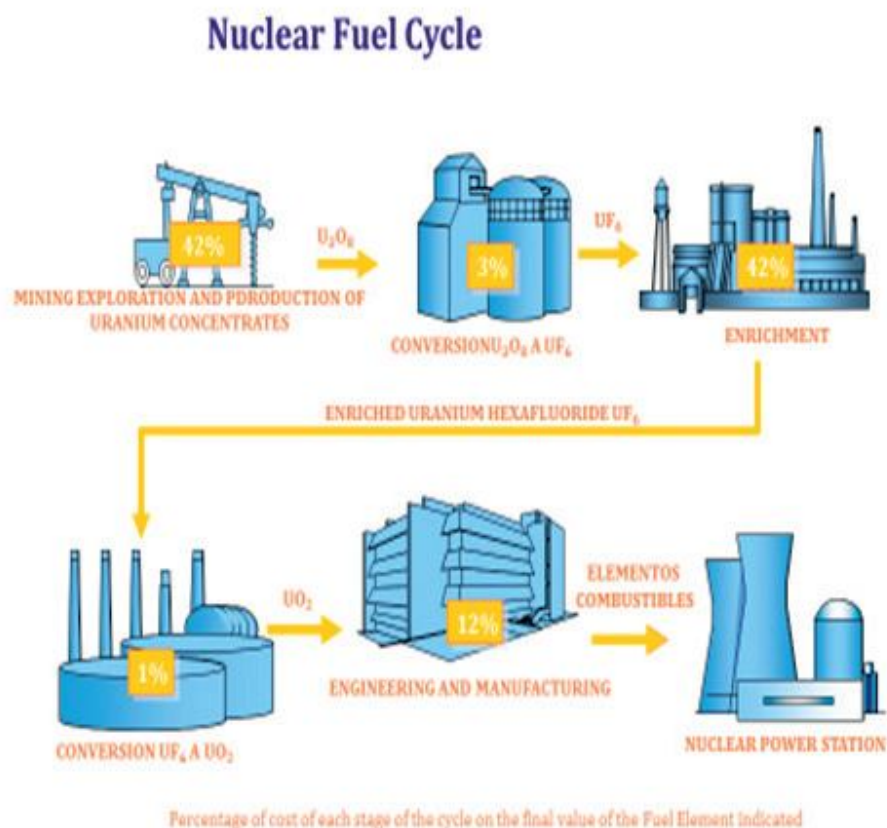 Nuclear Fuel Cycle
42%
U₃O₈
3%
UF₆
42%
MINING EXPLORATION AND PDRODUCTION OF
URANIUM CONCENTRATES
CONVERSIONU₃O₈ A UF₆
ENRICHMENT
ENRICHED URANIUM HEXAFLUORIDE UF₆
1%
UO₂
12%
ELEMENTOS
COMBUSTIBLES
CONVERSION UF₆ A UO₂
ENGINEERING AND MANUFACTURING
NUCLEAR POWER STATION
Percentage of cost of each stage of the cycle on the final value of the Fuel Element indicated